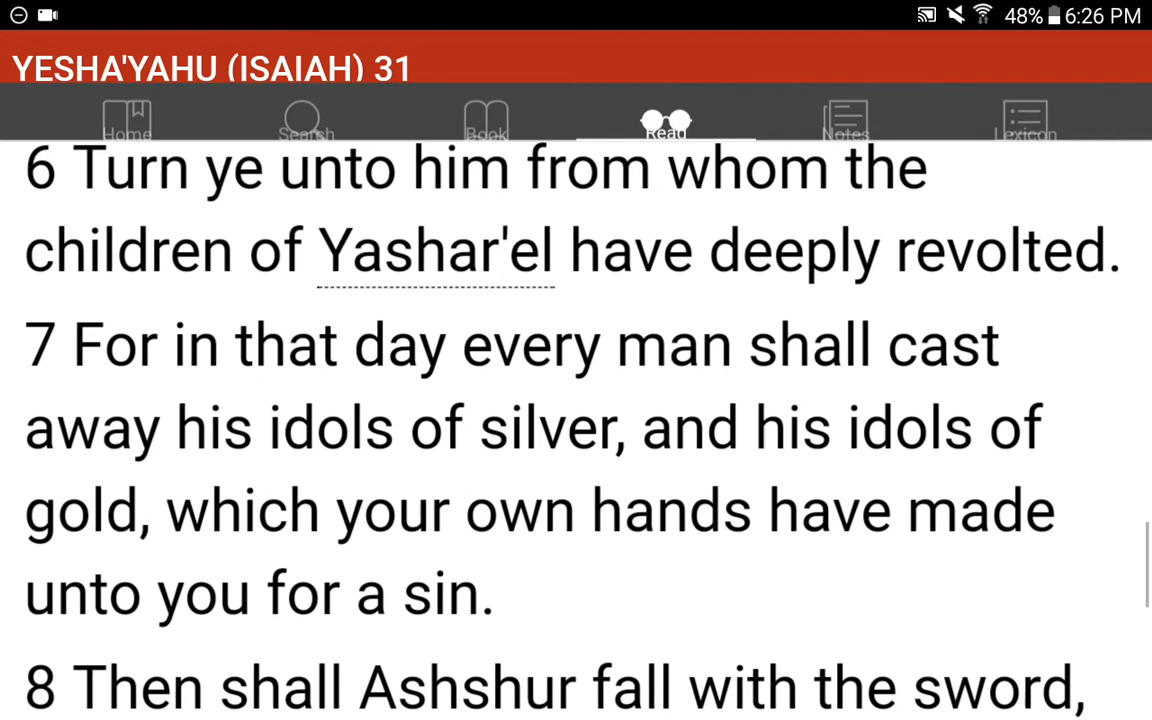 48% 6:26 PM
YESHA'YAHU (ISAIAH) 31
Home Search Book Read Notes Lexicon
6 Turn ye unto him from whom the
children of Yashar'el have deeply revolted.
7 For in that day every man shall cast
away his idols of silver, and his idols of
gold, which your own hands have made
unto you for a sin.
8 Then shall Ashshur fall with the sword,